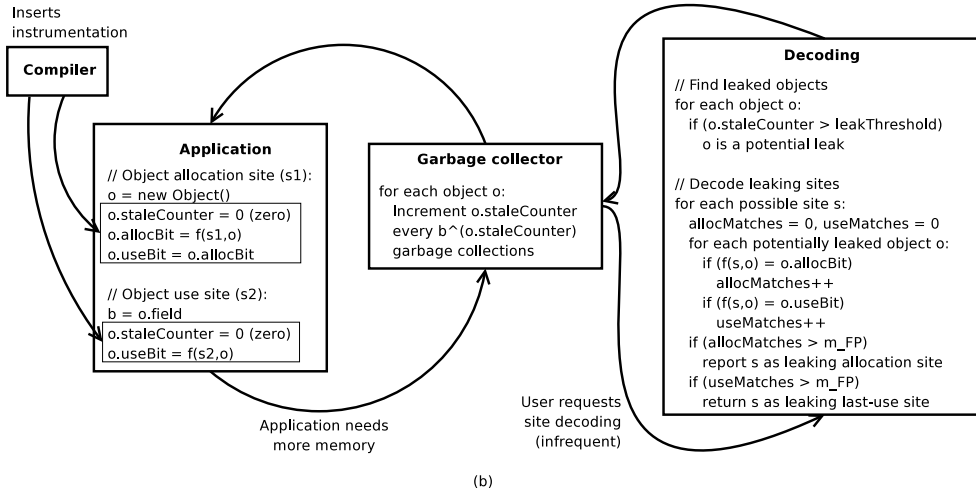 Inserts
instrumentation
Compiler
Application
// Object allocation site (s1):
o = new Object()
o.staleCounter = 0 (zero)
o.allocBit = f(s1,o)
o.useBit = o.allocBit
// Object use site (s2):
b = o.field
o.staleCounter = 0 (zero)
o.useBit = f(s2,o)
Application needs
more memory
Garbage collector
for each object o:
Increment o.staleCounter
every b^(o.staleCounter)
garbage collections
User requests
site decoding
(infrequent)
Decoding
// Find leaked objects
for each object o:
if (o.staleCounter > leakThreshold)
o is a potential leak
// Decode leaking sites
for each possible site s:
allocMatches = 0, useMatches = 0
for each potentially leaked object o:
if (f(s,o) = o.allocBit)
allocMatches++
if (f(s,o) = o.useBit)
useMatches++
if (allocMatches > m_FP)
report s as leaking allocation site
if (useMatches > m_FP)
return s as leaking last-use site
(b)